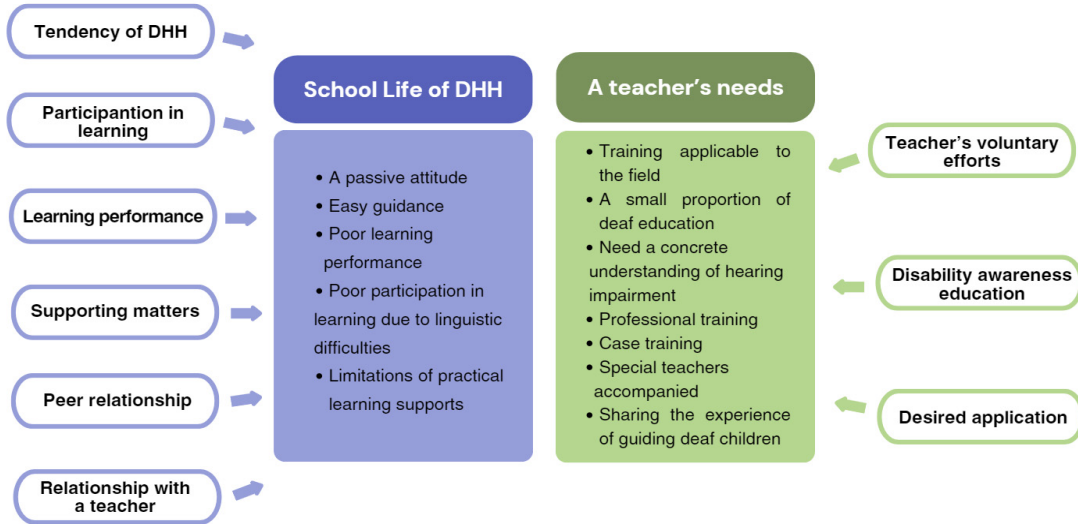 Tendency of DHH
Participantion in
learning
Learning performance
Supporting matters
Peer relationship
Relationship with
a teacher
School Life of DHH
• A passive attitude
• Easy guidance
• Poor learning
performance
• Poor participation in
learning due to linguistic
difficulties
• Limitations of practical
learning supports
A teacher’s needs
• Training applicable to
the field
• A small proportion of
deaf education
• Need a concrete
understanding of hearing
impairment
• Professional training
• Case training
• Special teachers
accompanied
• Sharing the experience
of guiding deaf children
Teacher’s voluntary
efforts
Disability awareness
education
Desired application